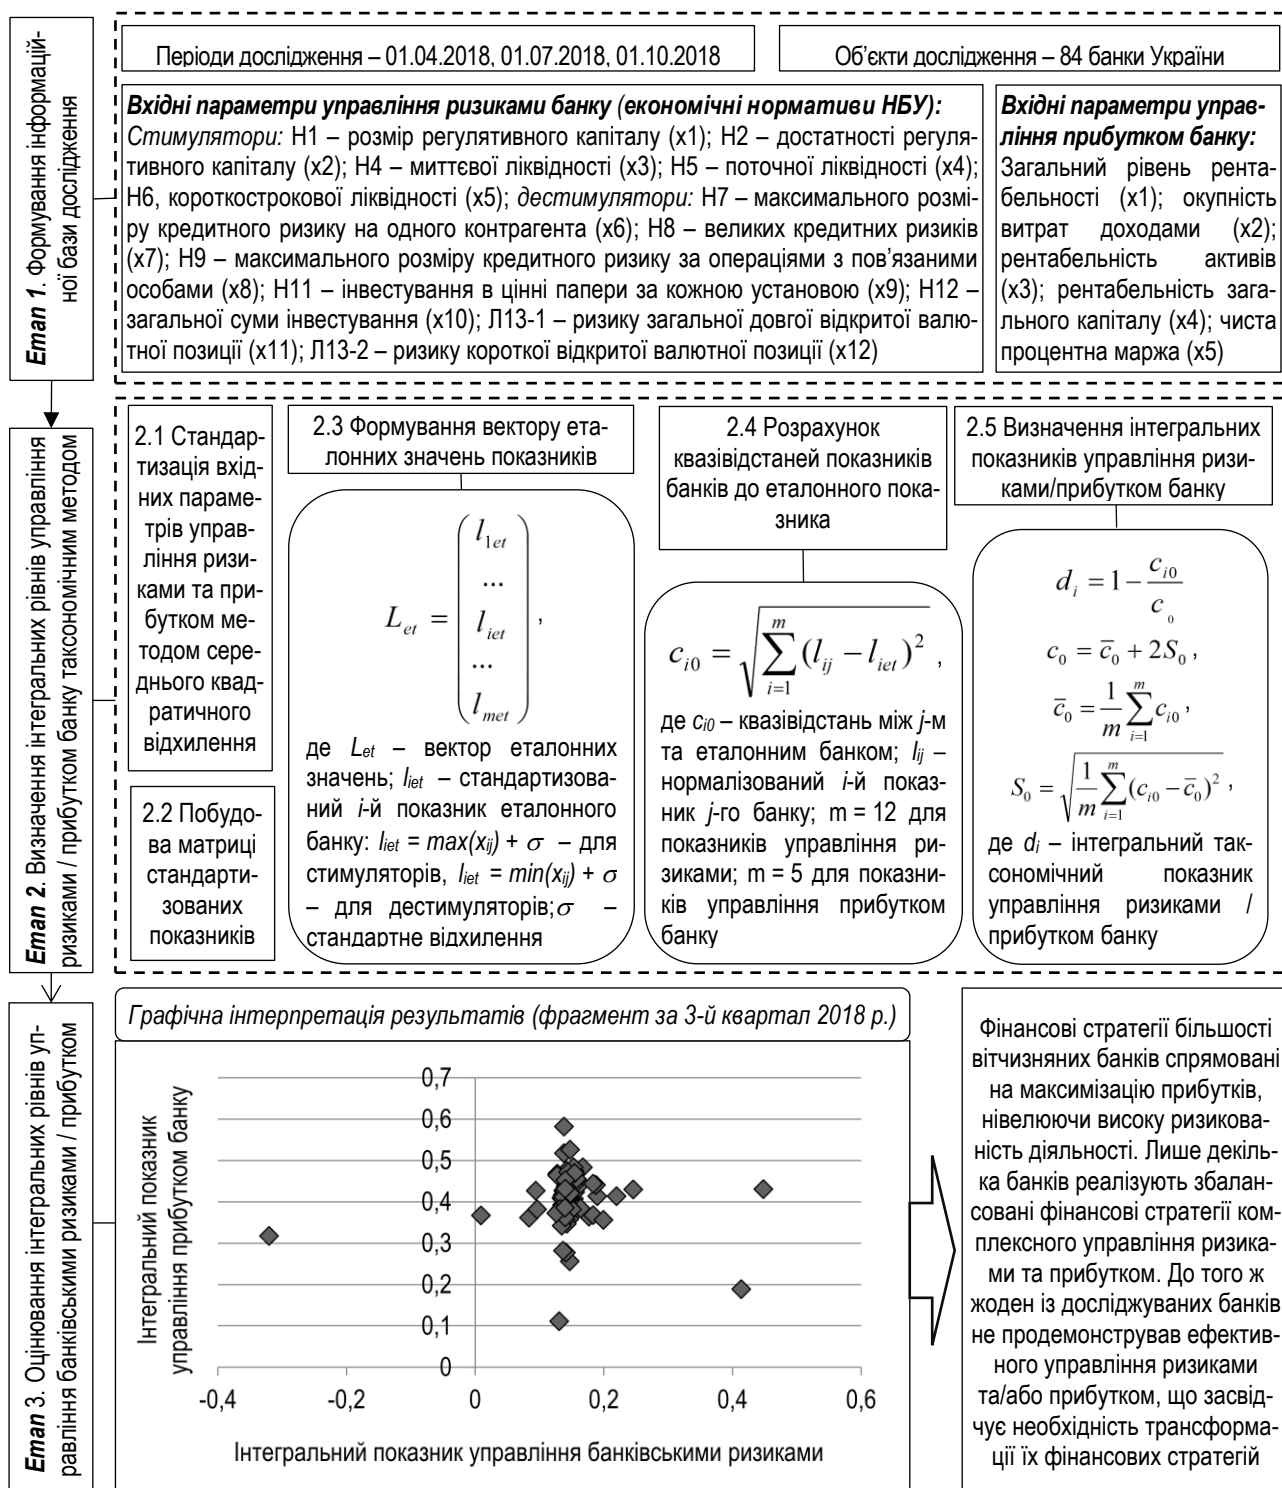 Етап 1. Формування інформацій-
ної бази дослідження
Періоди дослідження – 01.04.2018, 01.07.2018, 01.10.2018
Об'єкти дослідження – 84 банки України
Вхідні параметри управління ризиками банку (економічні нормативи НБУ):
Стимулятори: Н1 – розмір регулятивного капіталу (х1); Н2 – достатності регуля-
тивного капіталу (х2); Н4 – миттєвої ліквідності (х3); Н5 – поточної ліквідності (х4);
Н6, короткострокової ліквідності (х5); дестимулятори: Н7 – максимального розмі-
ру кредитного ризику на одного контрагента (х6); Н8 – великих кредитних ризиків
(х7); Н9 – максимального розміру кредитного ризику за операціями з пов'язаними
особами (х8); Н11 – інвестування в цінні папери за кожною установою (х9); Н12 –
загальної суми інвестування (х10); Л13-1 – ризику загальної довгої відкритої валю-
тної позиції (х11); Л13-2 – ризику короткої відкритої валютної позиції (х12)
Вхідні параметри управ-
ління прибутком банку:
Загальний рівень рента-
бельності (х1); окупність
витрат доходами (х2);
рентабельність активів
(х3); рентабельність зага-
льного капіталу (х4); чиста
процентна маржа (х5)
Етап 2. Визначення інтегральних рівнів управління
ризиками / прибутком банку таксономічним методом
2.1 Стандар-
тизація вхід-
них параме-
трів управ-
ління ризи-
ками та при-
бутком ме-
тодом сере-
днього квад-
ратичного
відхилення
2.2 Побудо-
ва матриці
стандарти-
зованих
показників
2.3 Формування вектору ета-
лонних значень показників
L_et = ( l_1et
...
l_iet
...
l_met ) ,
де L_et – вектор еталонних
значень; l_iet – стандартизова-
ний i-й показник еталонного
банку: l_iet = max(x_ij) + σ – для
стимуляторів, l_iet = min(x_ij) + σ
– для дестимуляторів; σ –
стандартне відхилення
2.4 Розрахунок
квазівідстаней показників
банків до еталонного пока-
зника
c_i0 = √(∑_{i=1}^{m} (l_ij – l_iet)²) ,
де c_i0 – квазівідстань між j-м
та еталонним банком; l_ij –
нормалізований i-й показ-
ник j-го банку; m = 12 для
показників управління ри-
зиками; m = 5 для показни-
ків управління прибутком
банку
2.5 Визначення інтегральних
показників управління ризи-
ками/прибутком банку
d_i = 1 – c_i0 / c_0
c_0 = c̅_0 + 2S_0 ,
c̅_0 = 1/m ∑_{i=1}^{m} c_i0 ,
S_0 = √(1/m ∑_{i=1}^{m} (c_i0 – c̅_0)²) ,
де d_i – інтегральний так-
сономічний показник
управління ризиками /
прибутком банку
Етап 3. Оцінювання інтегральних рівнів уп-
равління банківськими ризиками / прибутком
Графічна інтерпретація результатів (фрагмент за 3-й квартал 2018 р.)
Інтегральний показник
управління прибутком банку
0,7
0,6
0,5
0,4
0,3
0,2
0,1
0
-0,4 -0,2 0 0,2 0,4 0,6
Інтегральний показник управління банківськими ризиками
Фінансові стратегії більшості
вітчизняних банків спрямовані
на максимізацію прибутків,
нівелюючи високу ризикова-
ність діяльності. Лише декіль-
ка банків реалізують збалан-
совані фінансові стратегії ком-
плексного управління ризика-
ми та прибутком. До того ж
жоден із досліджуваних банків
не продемонстрував ефектив-
ного управління ризиками
та/або прибутком, що засвід-
чує необхідність трансформа-
ції їх фінансових стратегій